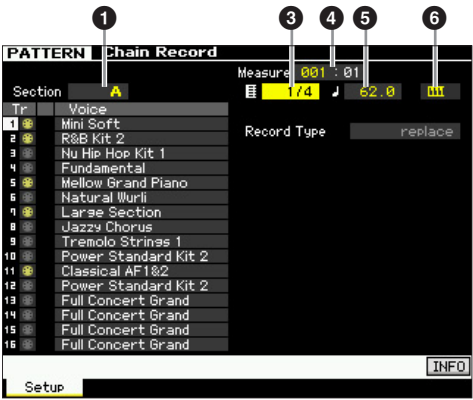 1 3 4 5 6
PATTERN Chain Record
Measure 001 : 01
Section A 1/4 ♩ 62.0
Tr Voice
1 Mini Soft
2 R&B Kit 2
Record Type replace
3 Nu Hip Hop Kit 1
4 Fundamental
5 Mellow Grand Piano
6 Natural Wurli
7 Large Section
8 Jazzy Chorus
9 Tremolo Strings 1
10 Power Standard Kit 2
11 Classical AF1&2
12 Power Standard Kit 2
13 Full Concert Grand
14 Full Concert Grand
15 Full Concert Grand
16 Full Concert Grand
INFO
Setup